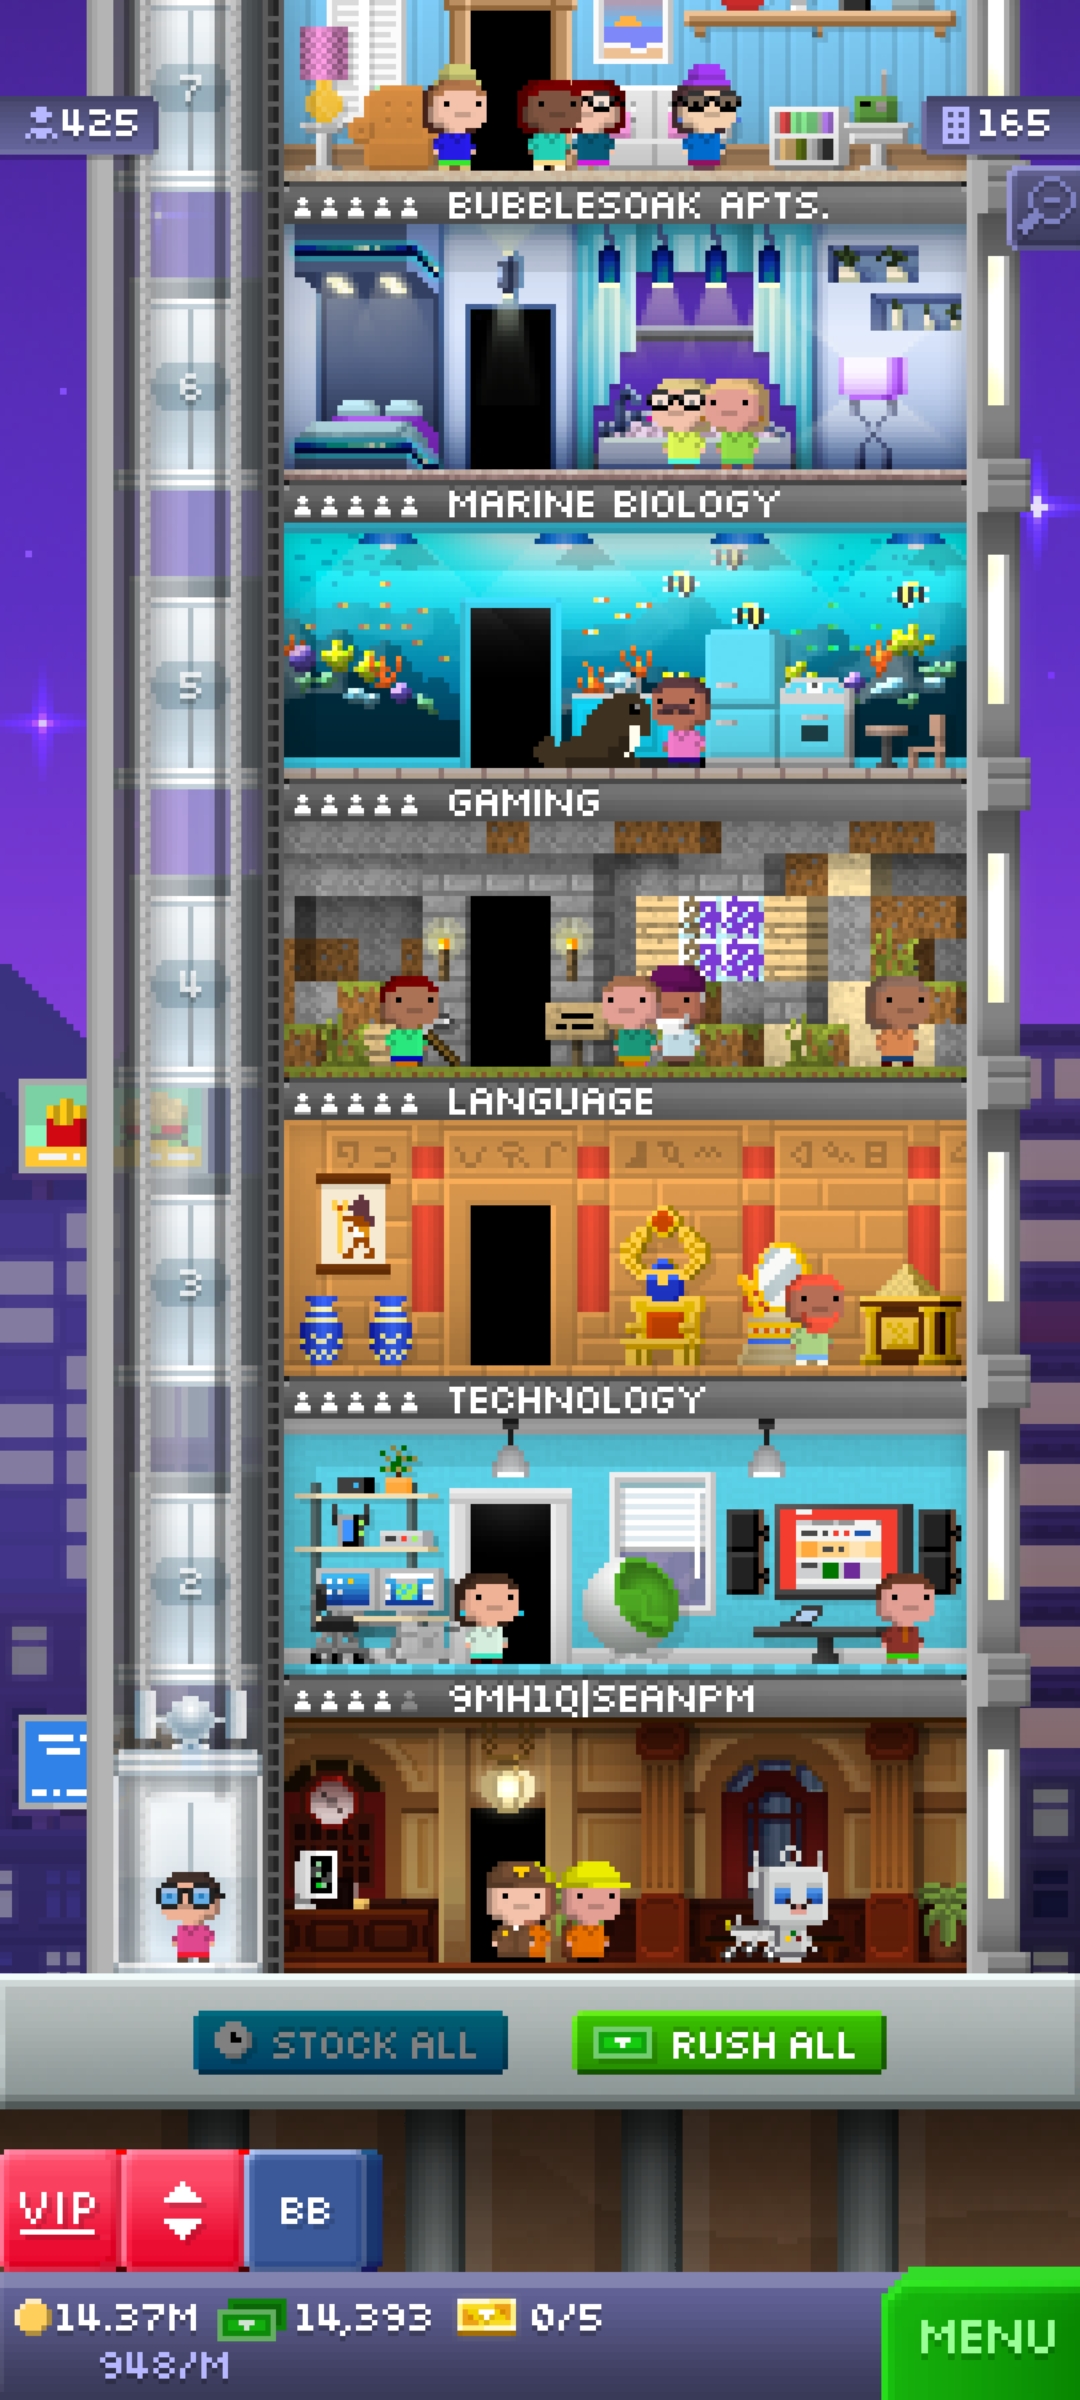 7
425
165
BUBBLESOAK APTS.
6
MARINE BIOLOGY
5
GAMING
4
LANGUAGE
3
TECHNOLOGY
2
9MH1Q|SEANPM
STOCK ALL
RUSH ALL
VIP
BB
14.37M
14,393
0/5
948/M
MENU